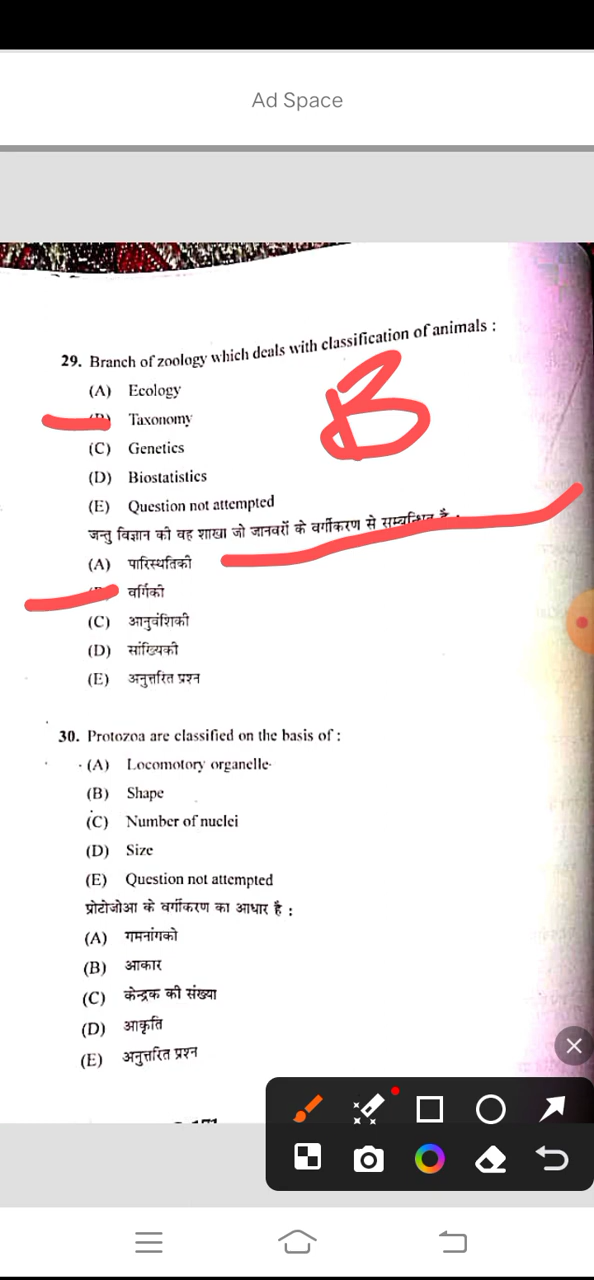 Ad Space
29. Branch of zoology which deals with classification of animals :
(A) Ecology
Taxonomy
B
(C) Genetics
(D) Biostatistics
(E) Question not attempted
जन्तु विज्ञान की वह शाखा जो जानवरों के वर्गीकरण से सम्बन्धित है :
(A) पारिस्थतिकी
वर्गिकी
(C) आनुवंशिकी
(D) सांख्यिकी
(E) अनुत्तरित प्रश्न
30. Protozoa are classified on the basis of :
(A) Locomotory organelle
(B) Shape
(C) Number of nuclei
(D) Size
(E) Question not attempted
प्रोटोजोआ के वर्गीकरण का आधार है :
(A) गमनांगको
(B) आकार
(C) केन्द्रक की संख्या
(D) आकृति
(E) अनुत्तरित प्रश्न